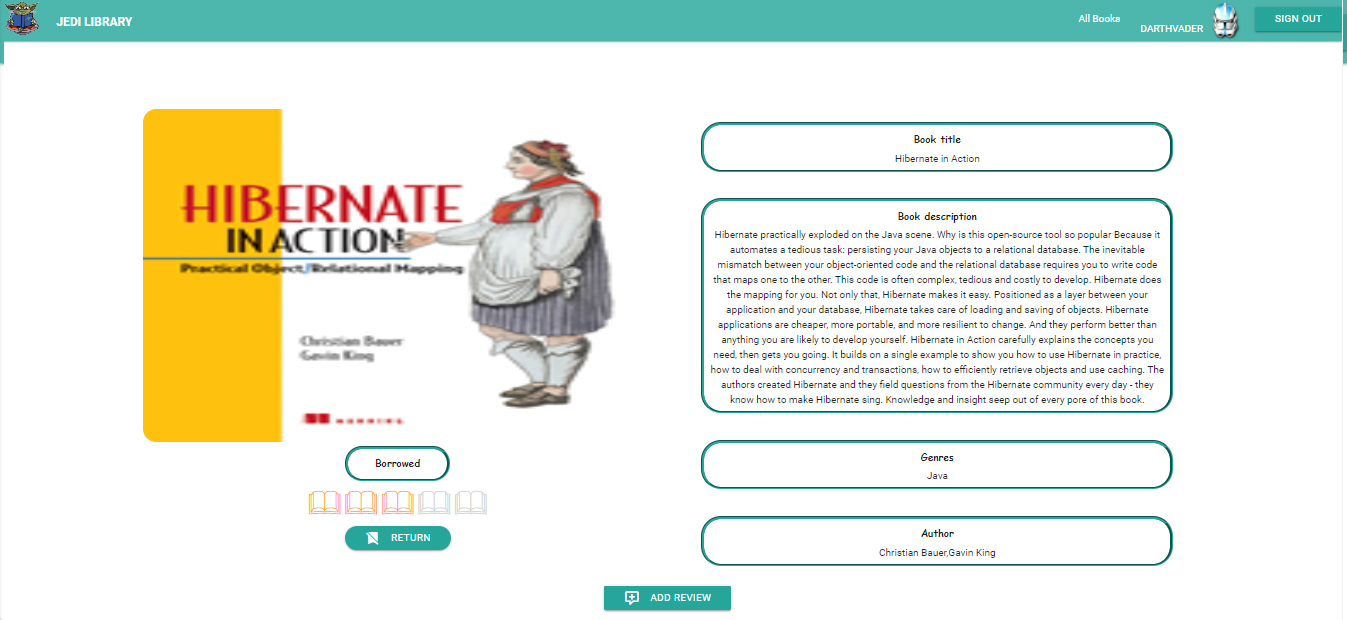 JEDI LIBRARY
All Books
DARTHVADER
SIGN OUT
HIBERNATE
IN ACTION
Practical Object/Relational Mapping
Christian Bauer
Gavin King
MANNING
Borrowed
RETURN
Book title
Hibernate in Action
Book description
Hibernate practically exploded on the Java scene. Why is this open-source tool so popular Because it
automates a tedious task: persisting your Java objects to a relational database. The inevitable
mismatch between your object-oriented code and the relational database requires you to write code
that maps one to the other. This code is often complex, tedious and costly to develop. Hibernate does
the mapping for you. Not only that, Hibernate makes it easy. Positioned as a layer between your
application and your database, Hibernate takes care of loading and saving of objects. Hibernate
applications are cheaper, more portable, and more resilient to change. And they perform better than
anything you are likely to develop yourself. Hibernate in Action carefully explains the concepts you
need, then gets you going. It builds on a single example to show you how to use Hibernate in practice,
how to deal with concurrency and transactions, how to efficiently retrieve objects and use caching. The
authors created Hibernate and they field questions from the Hibernate community every day - they
know how to make Hibernate sing. Knowledge and insight seep out of every pore of this book.
Genres
Java
Author
Christian Bauer,Gavin King
ADD REVIEW